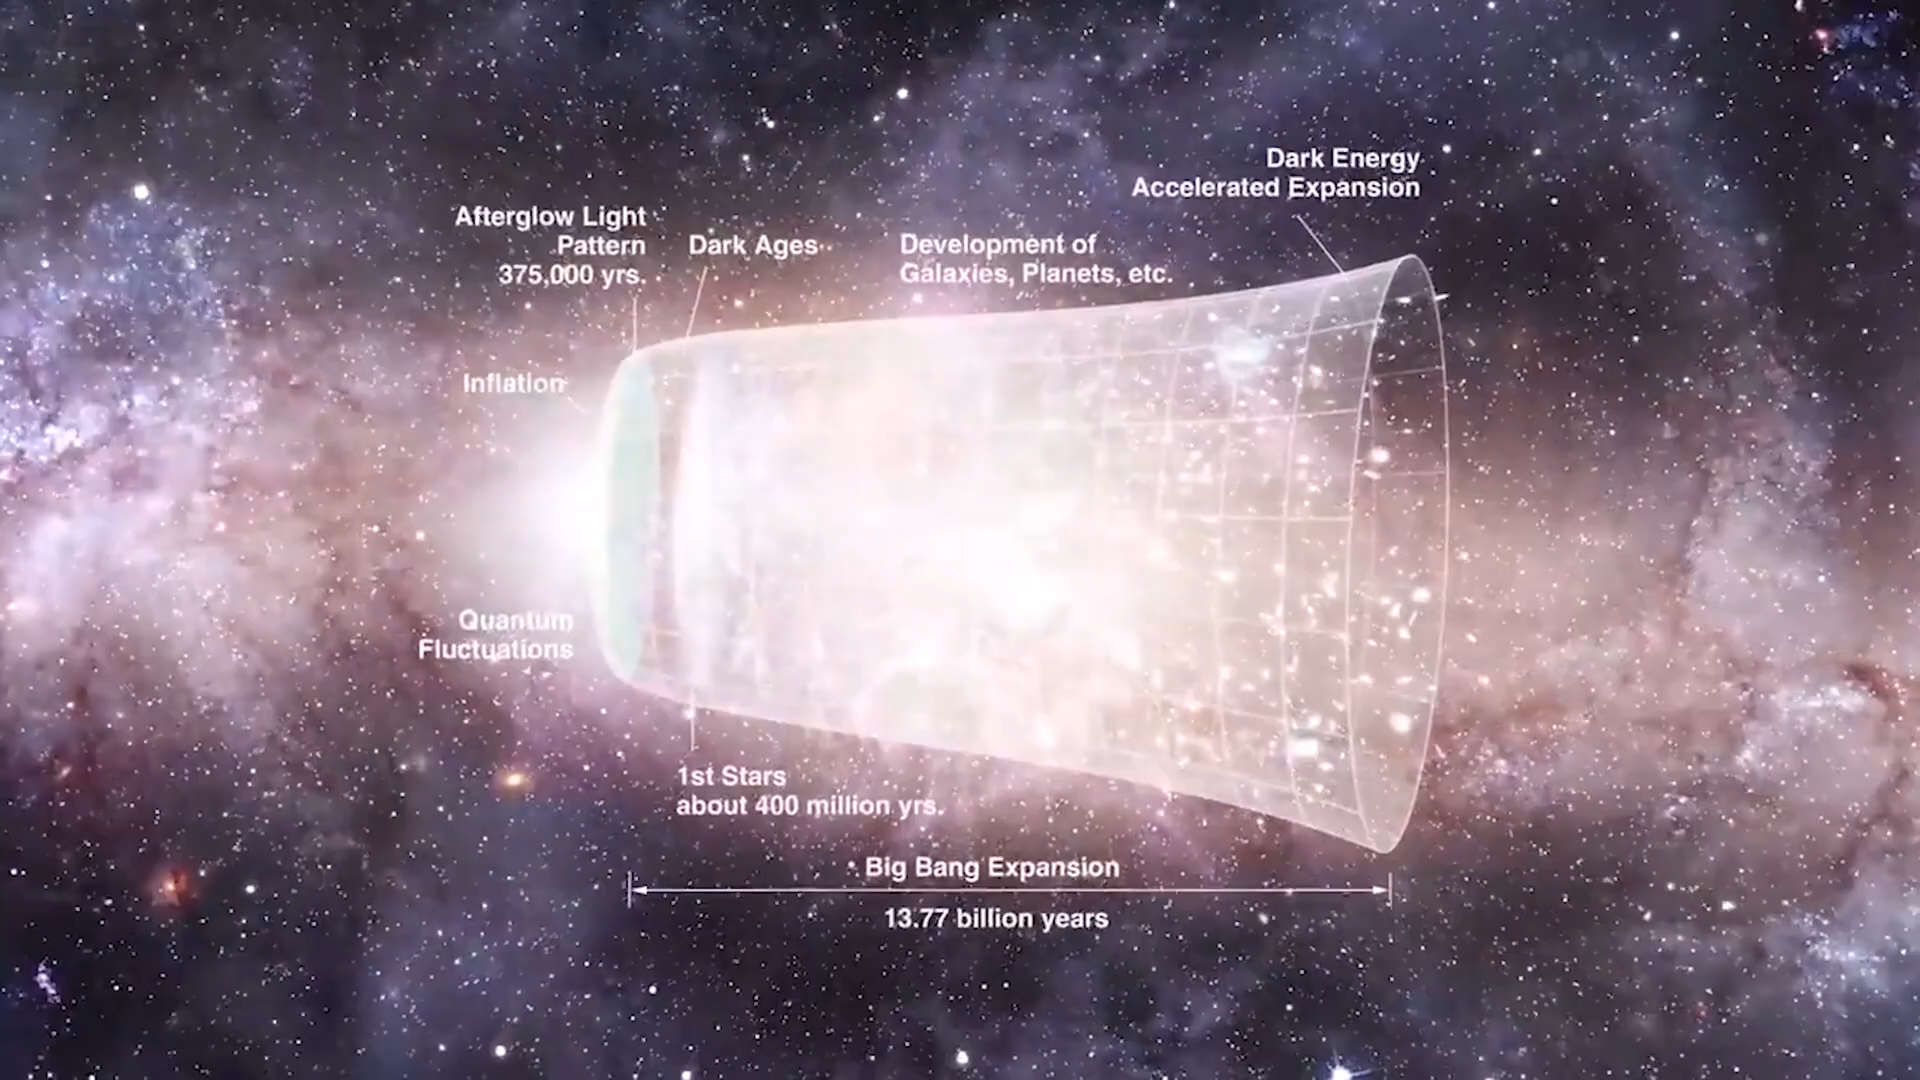 Dark Energy
Accelerated Expansion
Afterglow Light
Pattern
375,000 yrs.
Dark Ages
Development of
Galaxies, Planets, etc.
Inflation
Quantum
Fluctuations
1st Stars
about 400 million yrs.
Big Bang Expansion
13.77 billion years